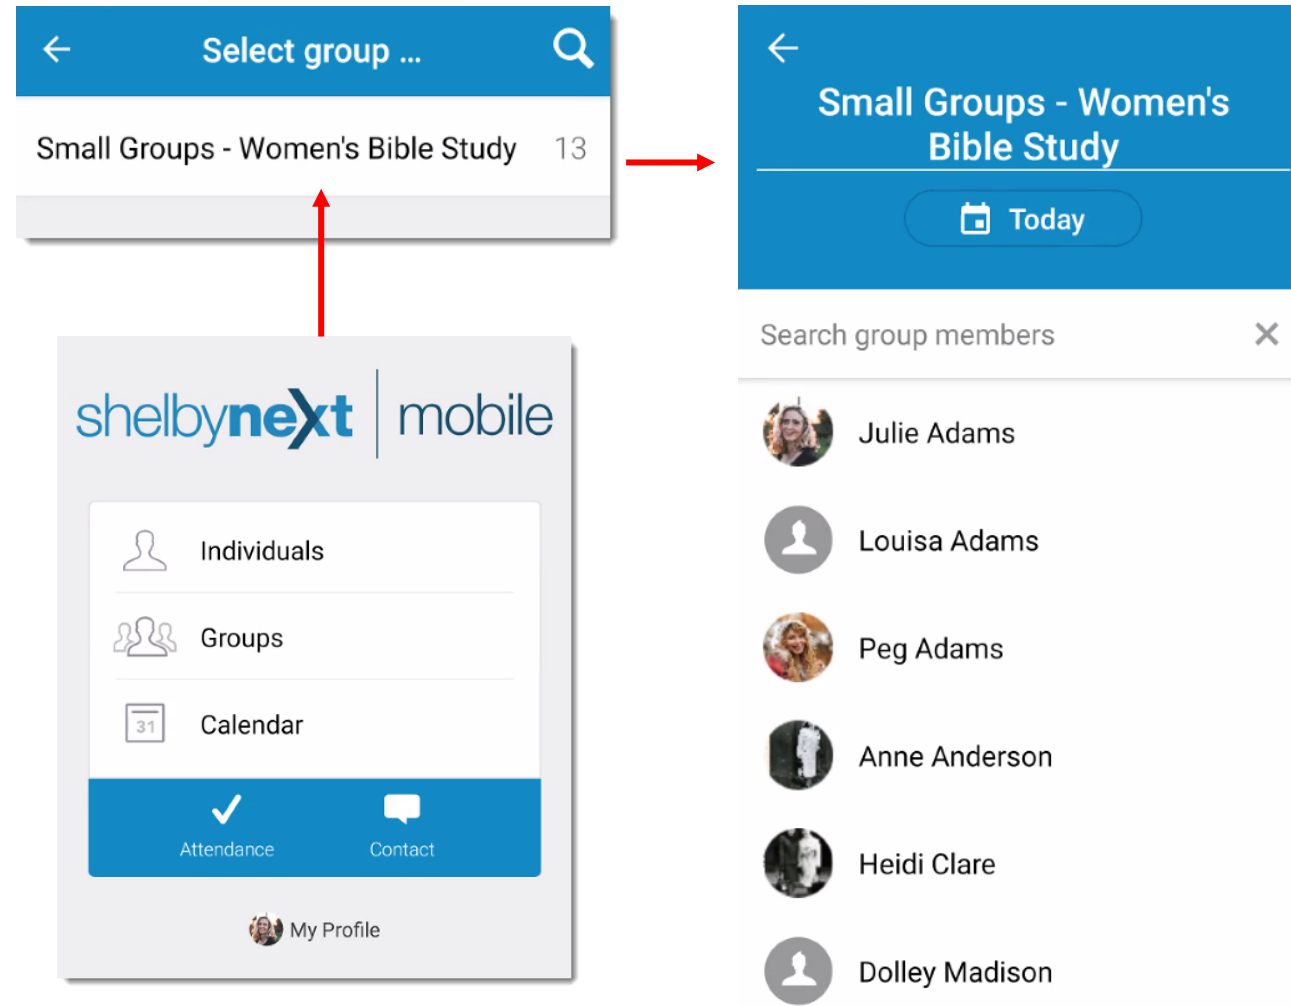 Select group ...
Small Groups - Women's Bible Study 13
shelbynext | mobile
Individuals
Groups
31
Calendar
Attendance
Contact
My Profile
Small Groups - Women's
Bible Study
Today
Search group members
Julie Adams
Louisa Adams
Peg Adams
Anne Anderson
Heidi Clare
Dolley Madison